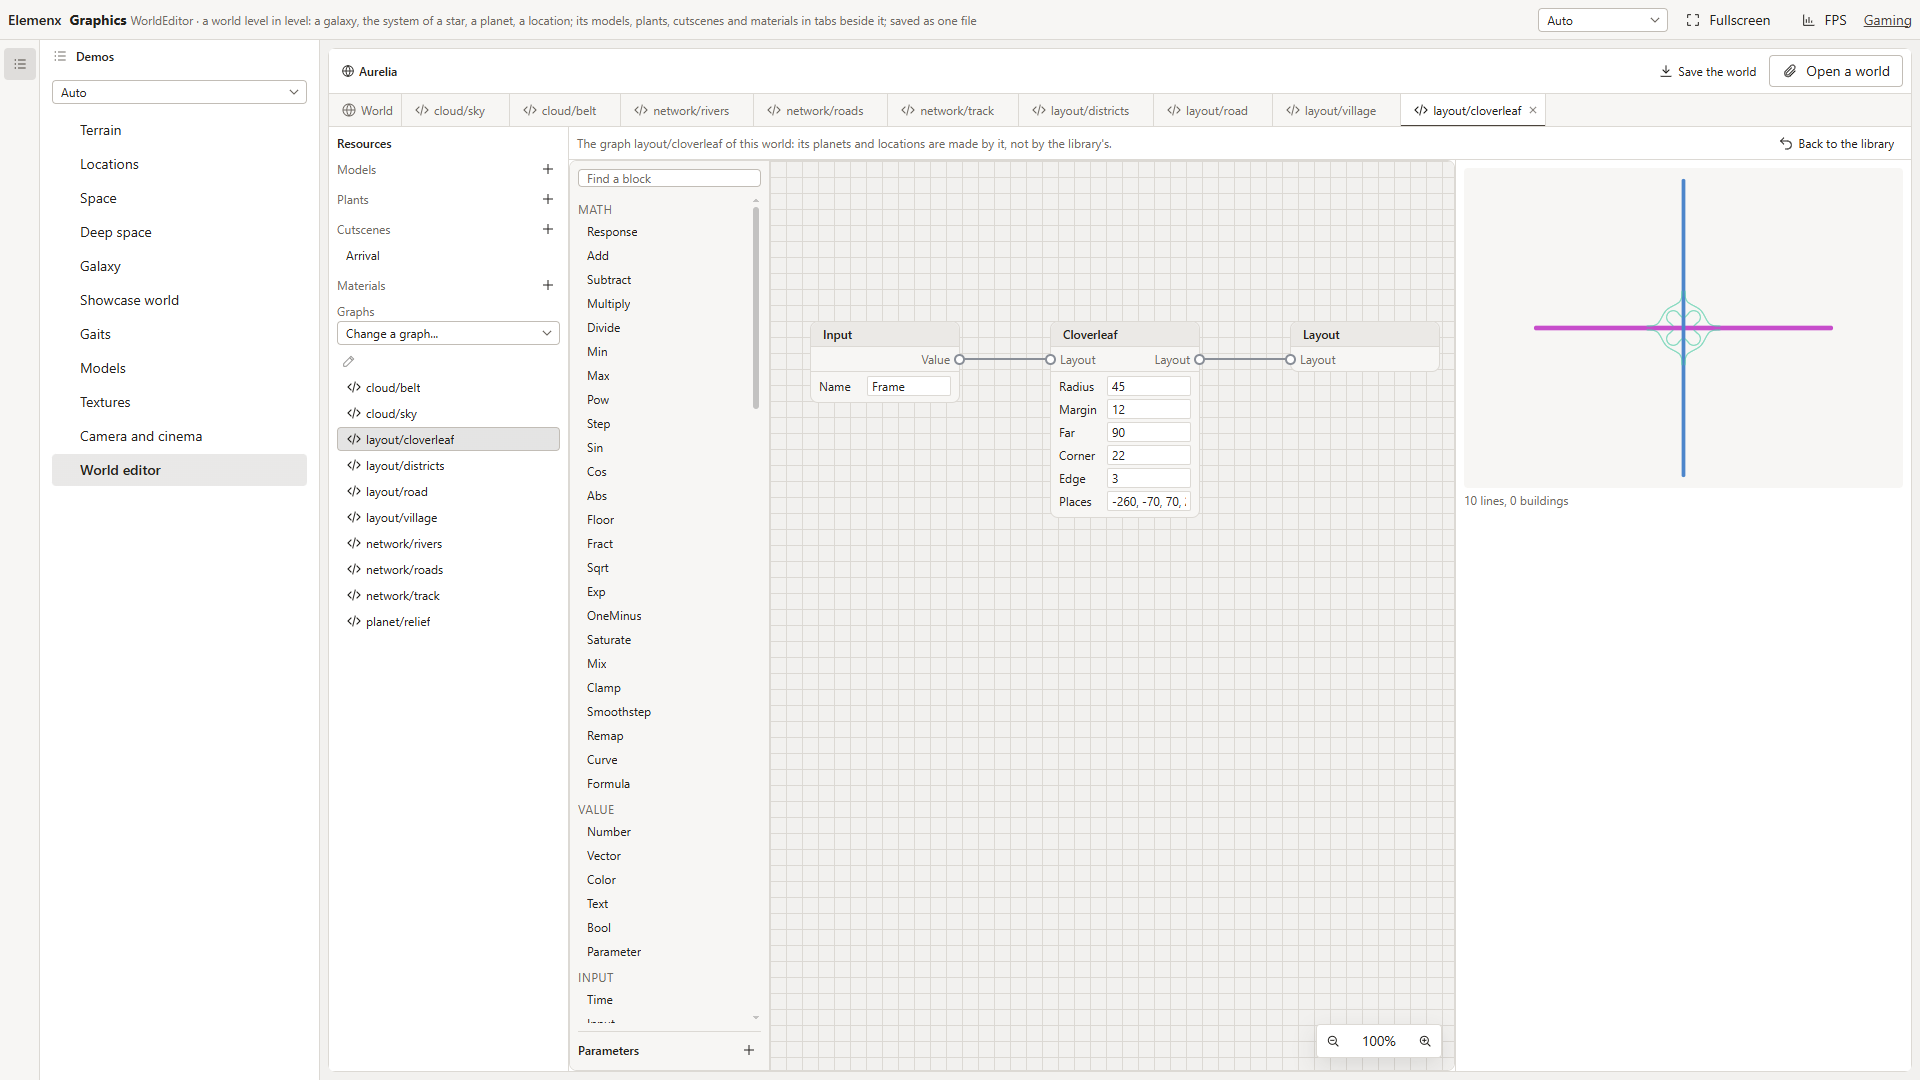 Elemenx Graphics WorldEditor · a world level in level: a galaxy, the system of a star, a planet, a location; its models, plants, cutscenes and materials in tabs beside it; saved as one file
Auto
Fullscreen
FPS
Gaming
Demos
Auto
Terrain
Locations
Space
Deep space
Galaxy
Showcase world
Gaits
Models
Textures
Camera and cinema
World editor
Aurelia
Save the world
Open a world
World
cloud/sky
cloud/belt
network/rivers
network/roads
network/track
layout/districts
layout/road
layout/village
layout/cloverleaf
Resources
Models
Plants
Cutscenes
Arrival
Materials
Graphs
Change a graph...
cloud/belt
cloud/sky
layout/cloverleaf
layout/districts
layout/road
layout/village
network/rivers
network/roads
network/track
planet/relief
The graph layout/cloverleaf of this world: its planets and locations are made by it, not by the library's.
Back to the library
Find a block
MATH
Response
Add
Subtract
Multiply
Divide
Min
Max
Pow
Step
Sin
Cos
Abs
Floor
Fract
Sqrt
Exp
OneMinus
Saturate
Mix
Clamp
Smoothstep
Remap
Curve
Formula
VALUE
Number
Vector
Color
Text
Bool
Parameter
INPUT
Time
Parameters
Input
Value
Name Frame
Cloverleaf
Layout Layout
Radius 45
Margin 12
Far 90
Corner 22
Edge 3
Places -260, -70, 70,
Layout
Layout
100%
10 lines, 0 buildings